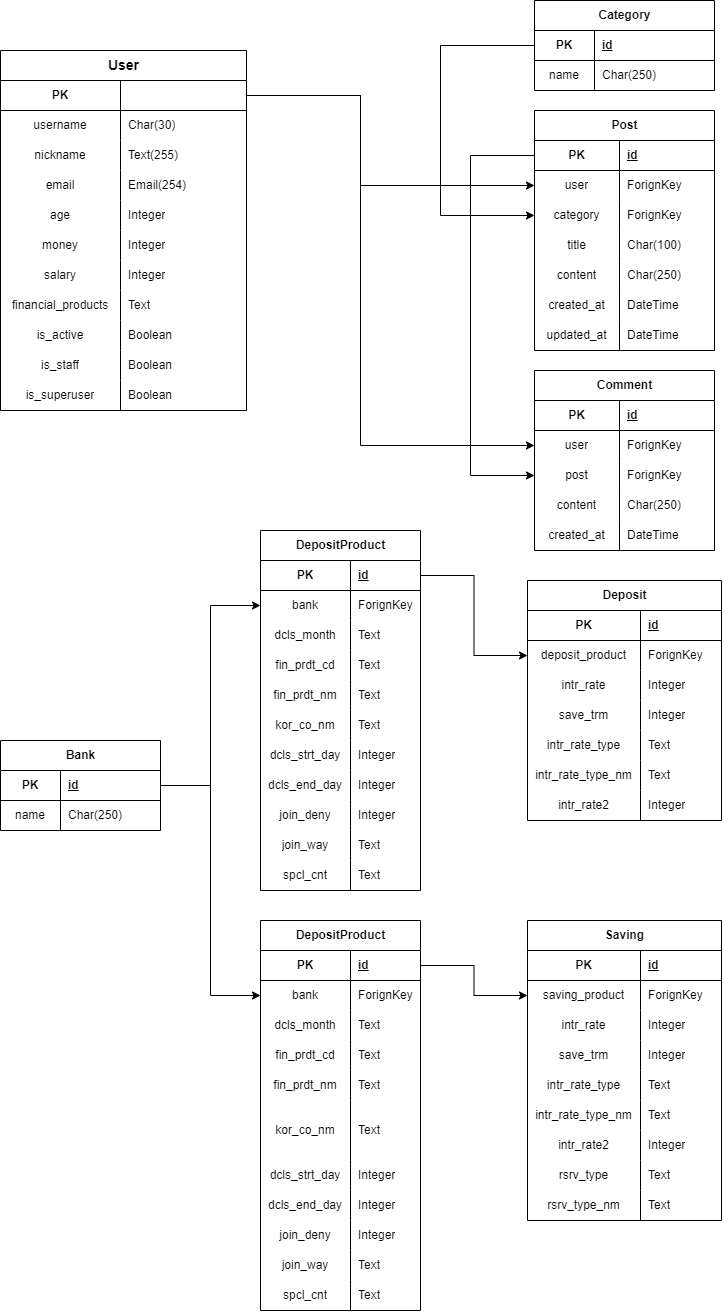 User
PK
username Char(30)
nickname Text(255)
email Email(254)
age Integer
money Integer
salary Integer
financial_products Text
is_active Boolean
is_staff Boolean
is_superuser Boolean
Category
PK id
name Char(250)
Post
PK id
user ForignKey
category ForignKey
title Char(100)
content Char(250)
created_at DateTime
updated_at DateTime
Comment
PK id
user ForignKey
post ForignKey
content Char(250)
created_at DateTime
Bank
PK id
name Char(250)
DepositProduct
PK id
bank ForignKey
dcls_month Text
fin_prdt_cd Text
fin_prdt_nm Text
kor_co_nm Text
dcls_strt_day Integer
dcls_end_day Integer
join_deny Integer
join_way Text
spcl_cnt Text
Deposit
PK id
deposit_product ForignKey
intr_rate Integer
save_trm Integer
intr_rate_type Text
intr_rate_type_nm Text
intr_rate2 Integer
DepositProduct
PK id
bank ForignKey
dcls_month Text
fin_prdt_cd Text
fin_prdt_nm Text
kor_co_nm Text
dcls_strt_day Integer
dcls_end_day Integer
join_deny Integer
join_way Text
spcl_cnt Text
Saving
PK id
saving_product ForignKey
intr_rate Integer
save_trm Integer
intr_rate_type Text
intr_rate_type_nm Text
intr_rate2 Integer
rsrv_type Text
rsrv_type_nm Text